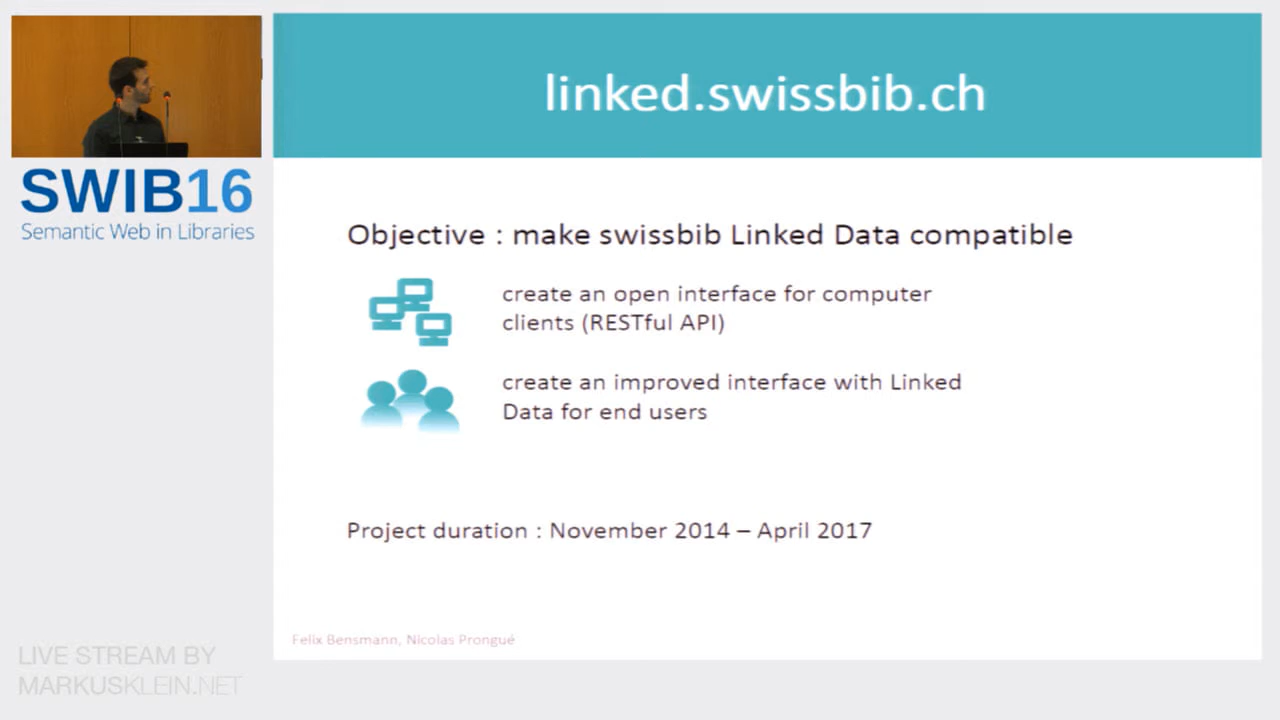 linked.swissbib.ch
SWIB16
Semantic Web in Libraries
Objective : make swissbib Linked Data compatible
create an open interface for computer
clients (RESTful API)
create an improved interface with Linked
Data for end users
Project duration : November 2014 – April 2017
Felix Bensmann, Nicolas Prongué
LIVE STREAM BY
MARKUSKLEIN.NET